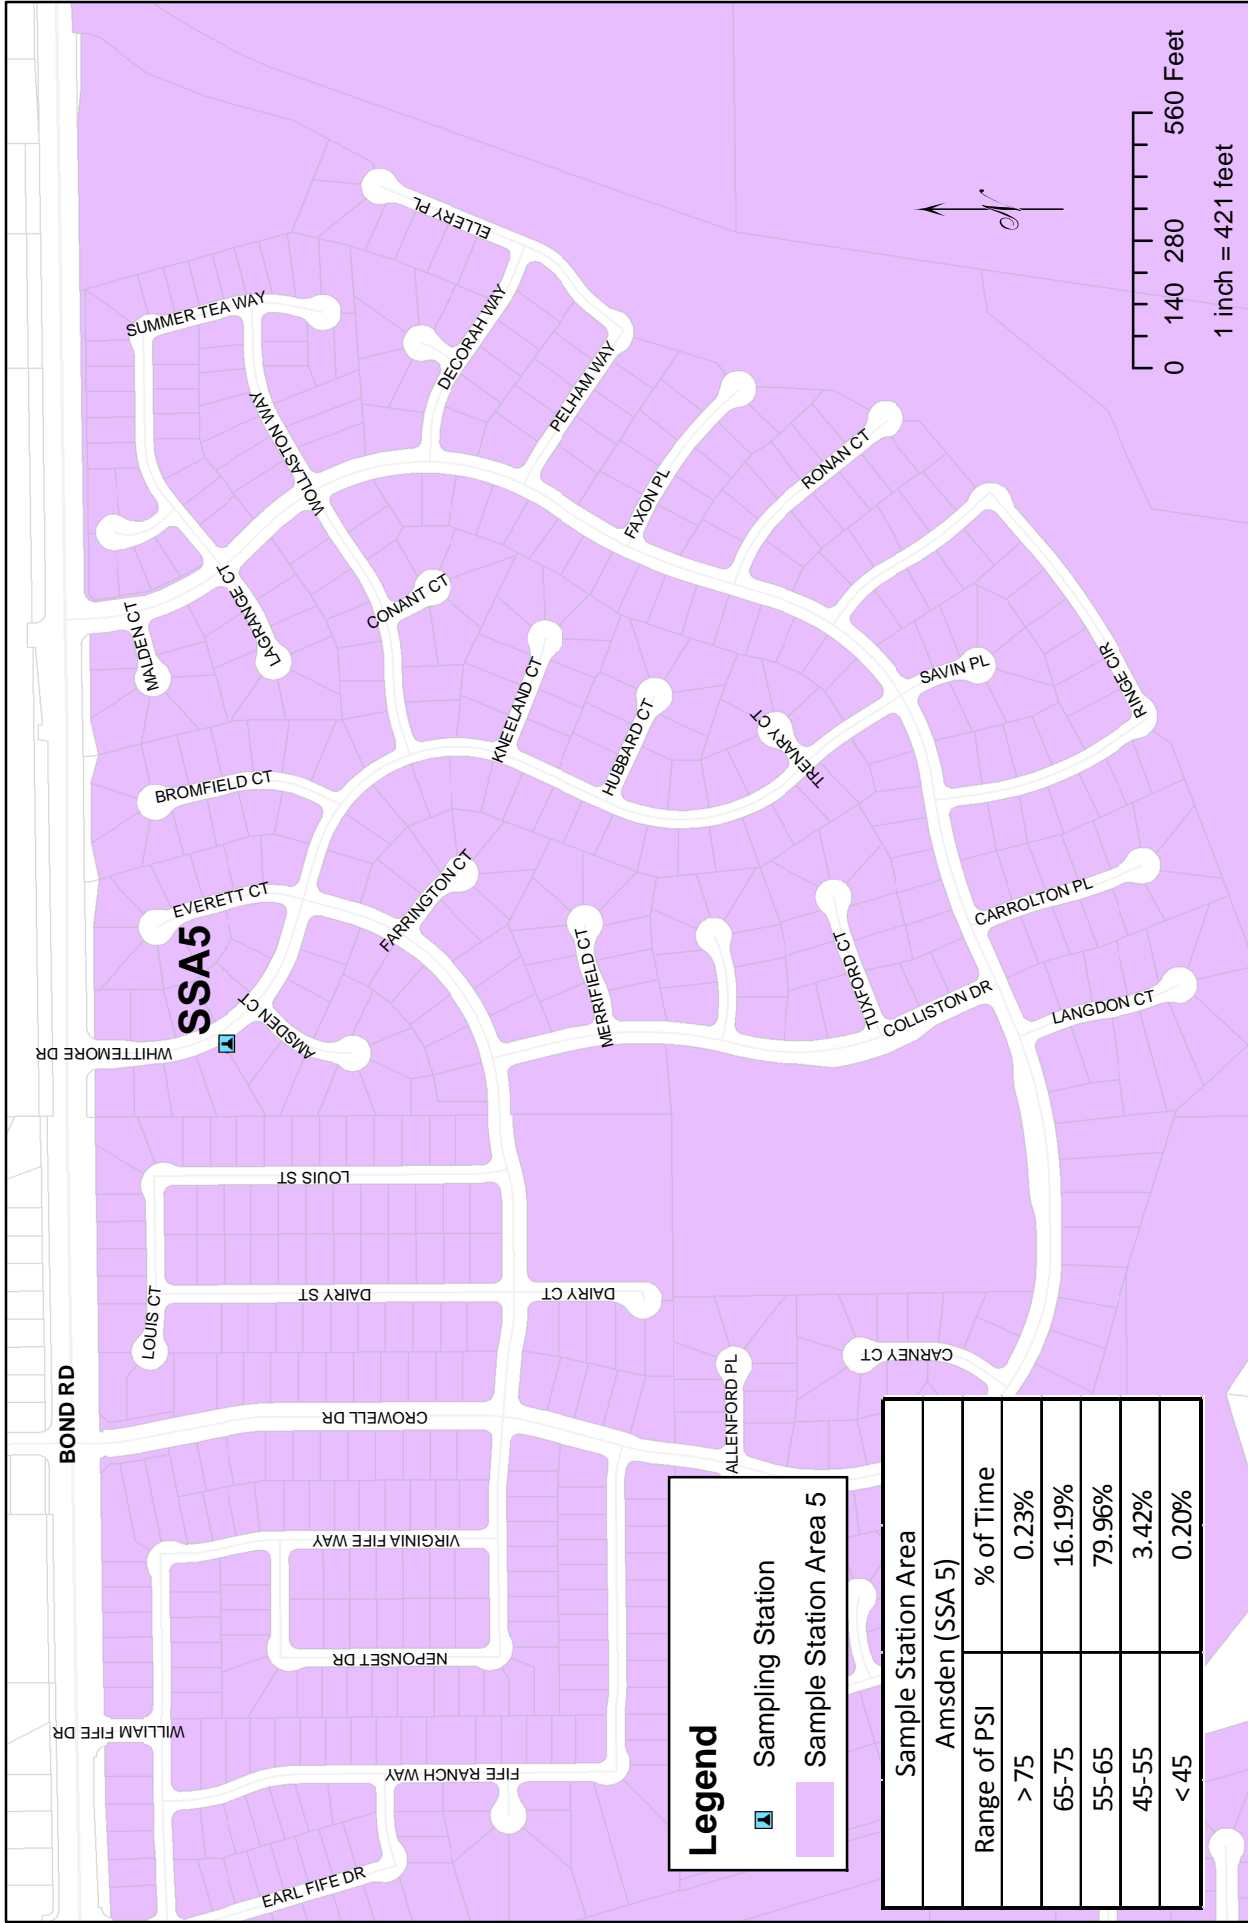 BOND RD
WILLIAM FIFE DR
WHITTEMORE DR
SSA5
MALDEN CT
SUMMER TEA WAY
LAGRANGE CT
WOLLASTON WAY
BROMFIELD CT
EVERETT CT
AMSDEN CT
LOUIS CT
LOUIS ST
DAIRY ST
CROWELL DR
VIRGINIA FIFE WAY
NEPONSET DR
FIFE RANCH WAY
EARL FIFE DR
ELLERY PL
DECORAH WAY
PELHAM WAY
CONANT CT
KNEELAND CT
HUBBARD CT
FARRINGTON CT
MERRIFIELD CT
DAIRY CT
FAXON PL
RONAN CT
TRENARY CT
SAVIN PL
RINGE CIR
TUXFORD CT
COLLISTON DR
CARROLTON PL
LANGDON CT
ALLENFORD PL
CARNEY CT
Legend
Sampling Station
Sample Station Area 5
Sample Station Area
Amsden (SSA 5)
Range of PSI % of Time
> 75 0.23%
65-75 16.19%
55-65 79.96%
45-55 3.42%
< 45 0.20%
N
0 140 280 560 Feet
1 inch = 421 feet